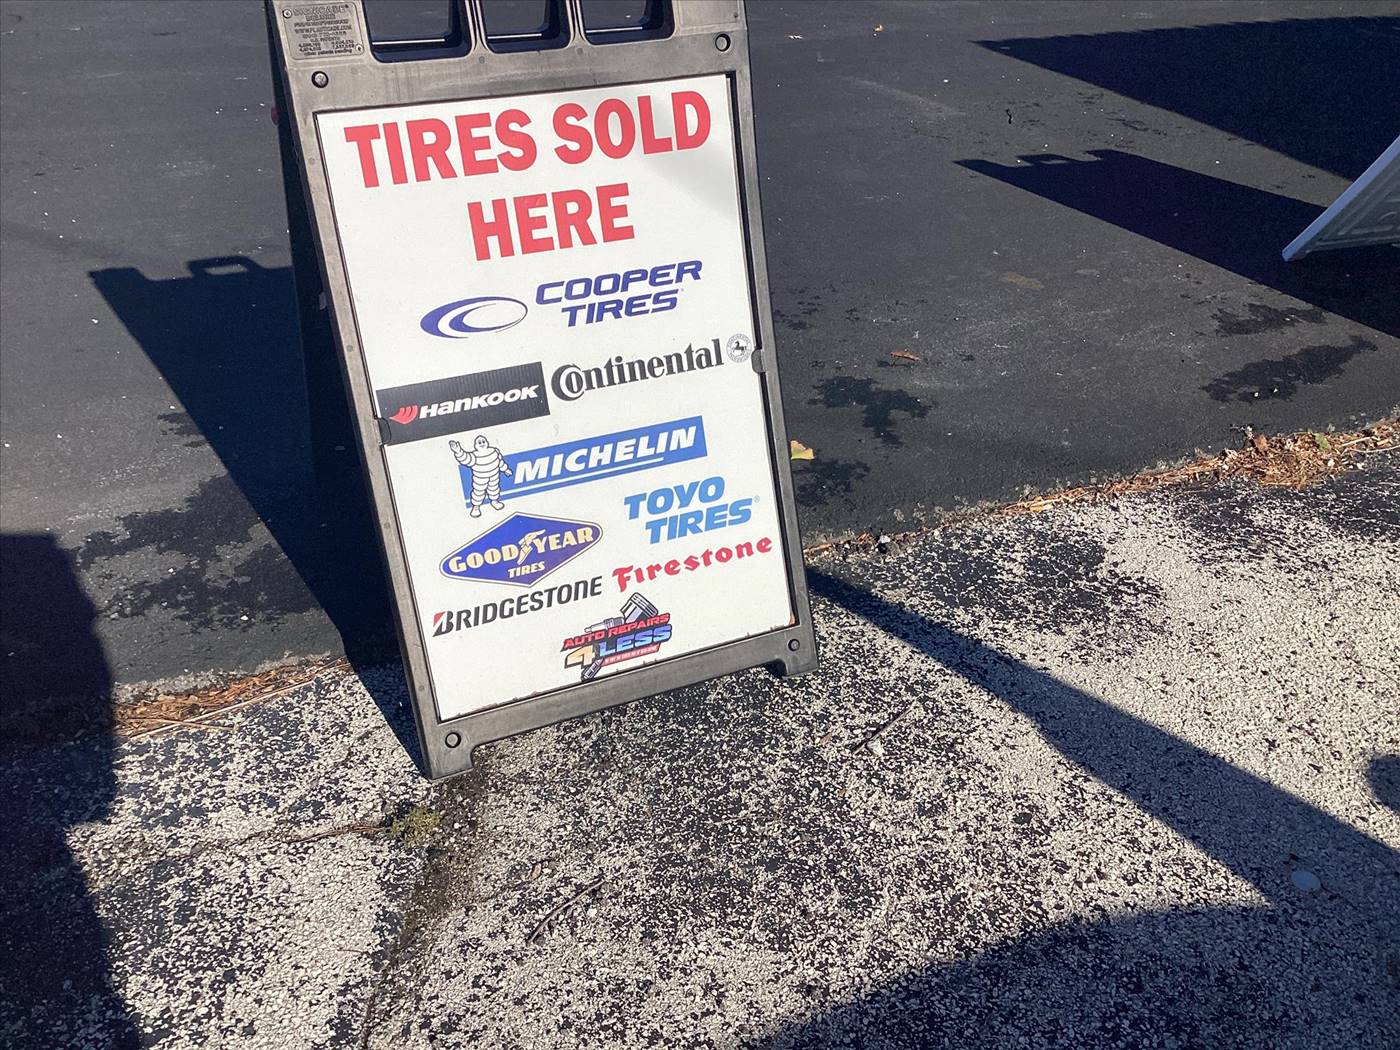 TIRES SOLD
HERE
COOPER
TIRES
HANKOOK
Continental
MICHELIN
TOYO
TIRES
GOODYEAR
TIRES
Firestone
BRIDGESTONE
AUTO REPAIRS
4 LESS